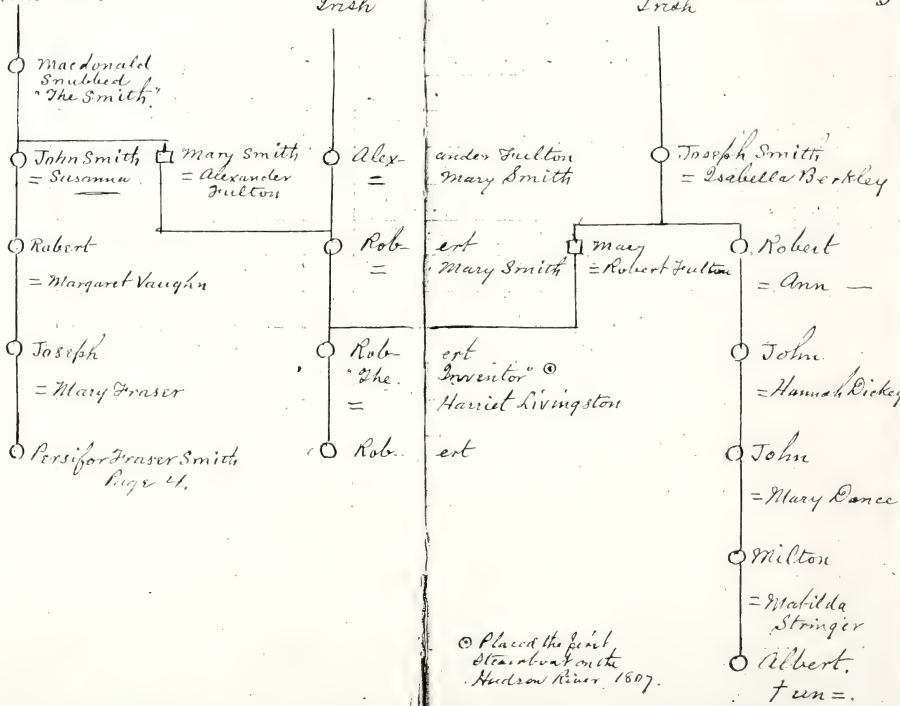 Irish
Irish
Macdonald
Snubbed
"The Smith."
John Smith
= Susanna
Mary Smith
= Alexander
Fulton
Alex- ander Fulton
= Mary Smith
Joseph Smith
= Isabella Berkley
Robert
= Margaret Vaughn
Rob- ert
= Mary Smith
Mary
= Robert Fulton
Robert
= Ann —
Joseph
= Mary Fraser
Rob- ert
"The Inventor" ⊙
= Harriet Livingston
John
= Hannah Dickey
Persifor Fraser Smith
Page 4.
Rob- ert
John
= Mary Dance
Milton
= Matilda
Stringer
Albert.
† un =.
⊙ Placed the first
Steamboat on the
Hudson River. 1807.